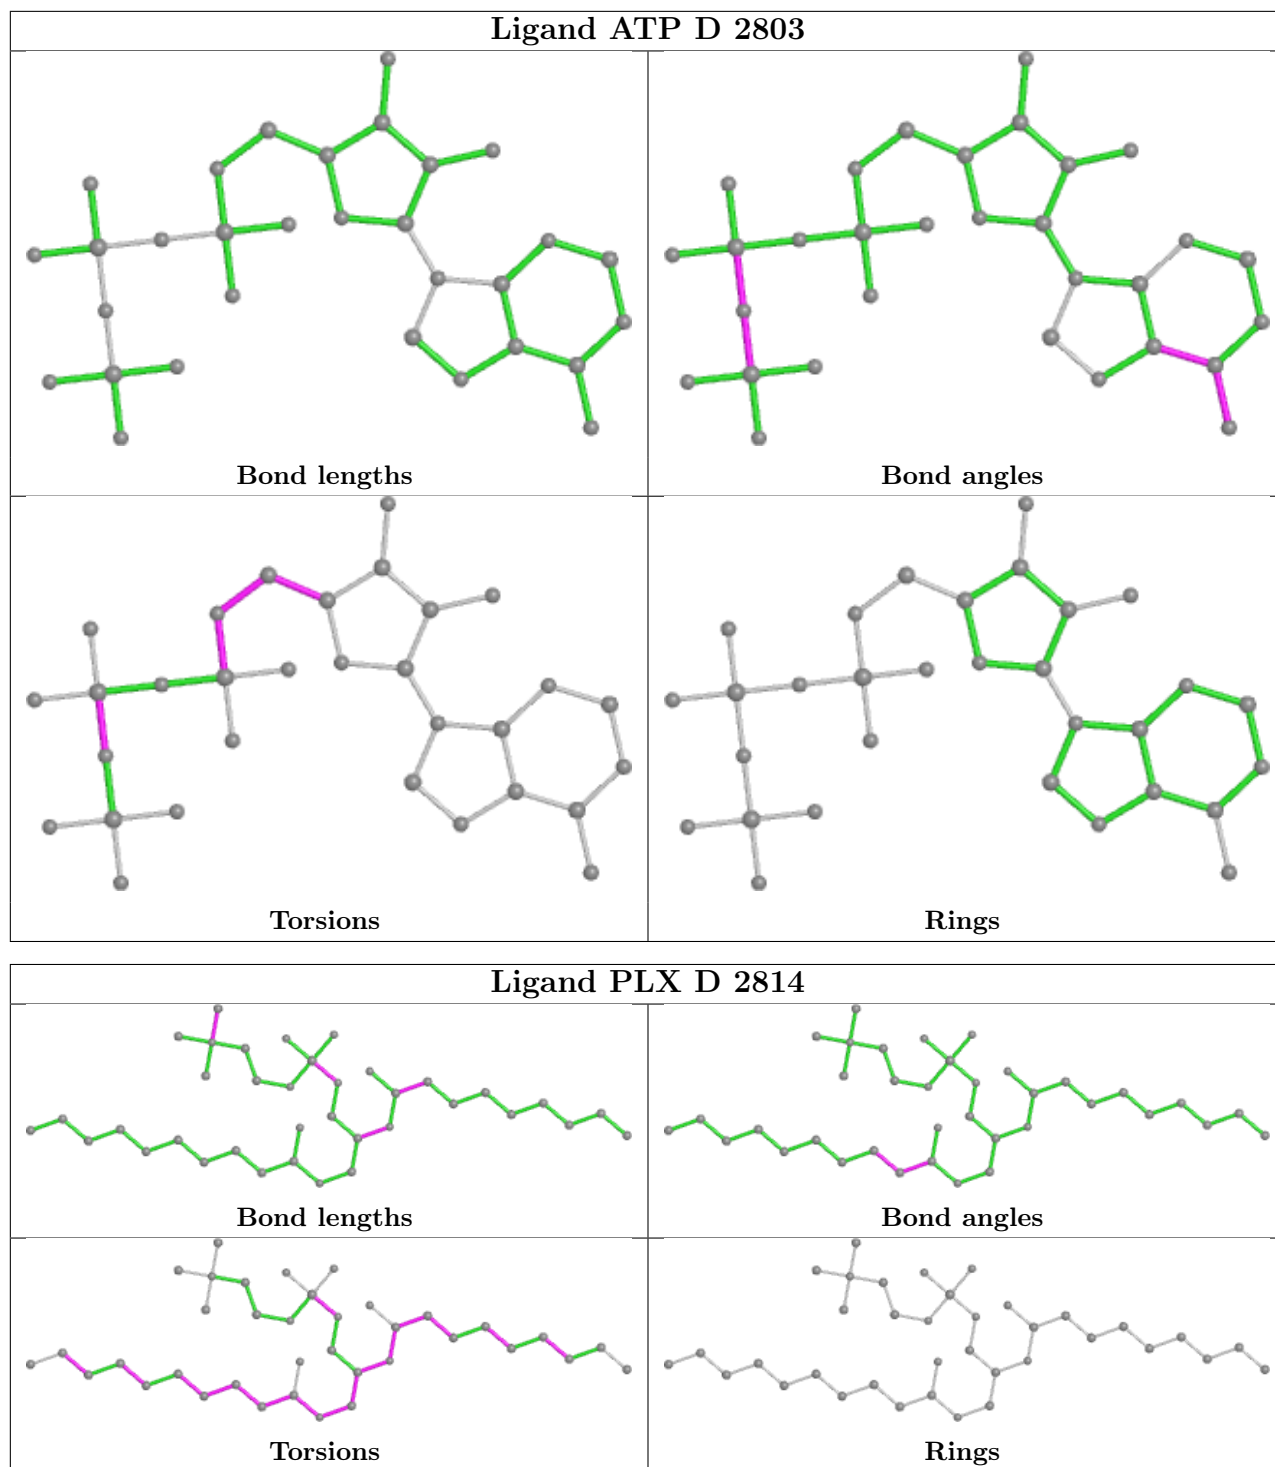 Ligand ATP D 2803
Bond lengths
Bond angles
Torsions
Rings
Ligand PLX D 2814
Bond lengths
Bond angles
Torsions
Rings